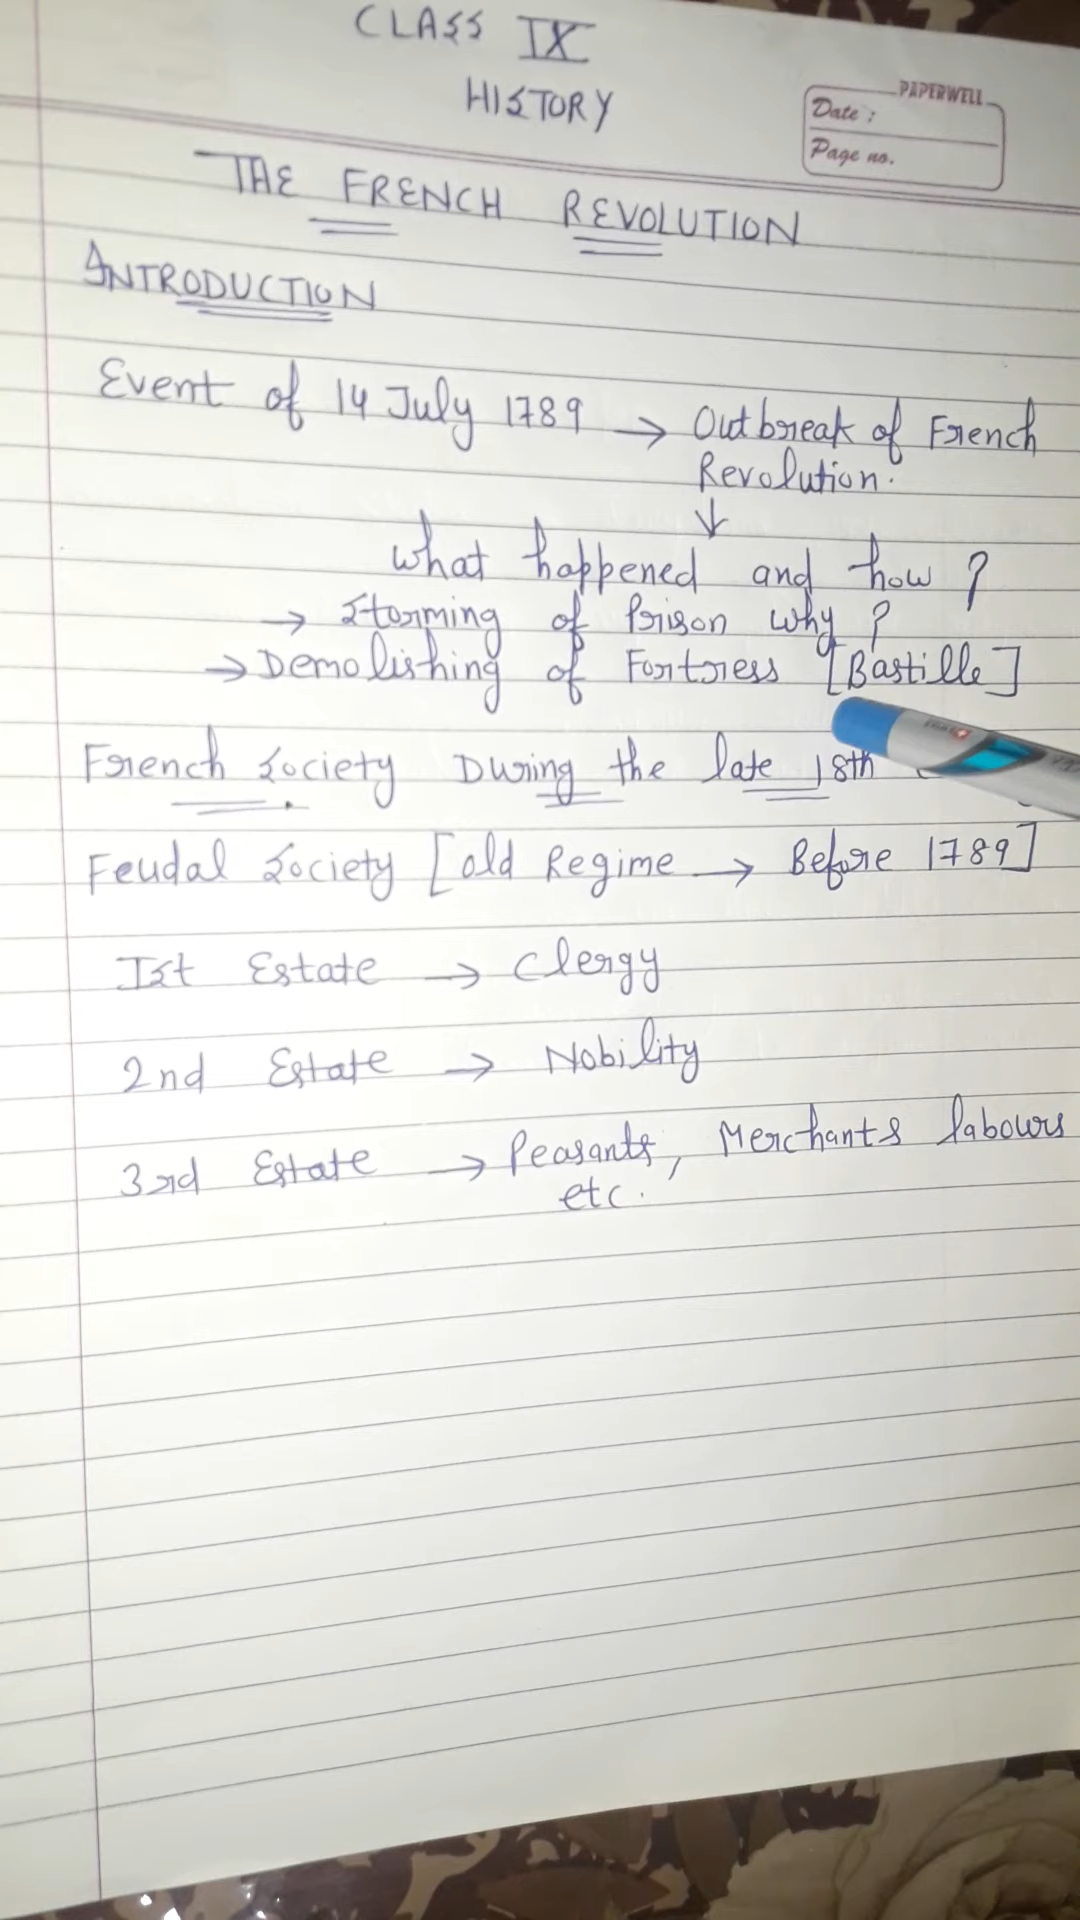 CLASS IX
HISTORY
PAPERWELL
Date :
Page no.
THE FRENCH REVOLUTION
INTRODUCTION
Event of 14 July 1789 → Outbreak of French
Revolution.
↓
what happened and how ?
→ Storming of Prison why ?
→ Demolishing of Fortress [Bastille]
French Society During the late 18th
Feudal Society [old Regime → Before 1789]
Ist Estate → Clergy
2nd Estate → Nobility
3rd Estate → Peasants, Merchants labours
etc.